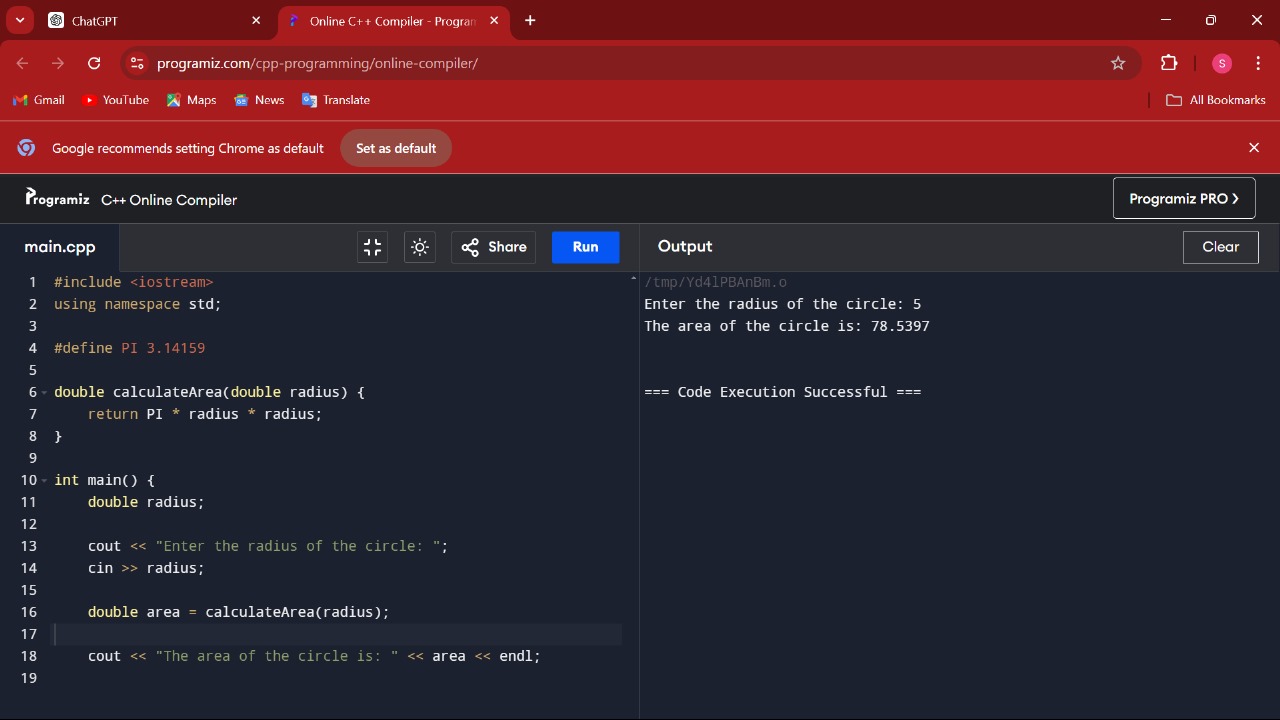 ChatGPT
Online C++ Compiler - Program
programiz.com/cpp-programming/online-compiler/
S
Gmail YouTube Maps News Translate All Bookmarks
Google recommends setting Chrome as default Set as default
Programiz C++ Online Compiler Programiz PRO >
main.cpp Share Run
1 #include <iostream>
2 using namespace std;
3
4 #define PI 3.14159
5
6 double calculateArea(double radius) {
7 return PI * radius * radius;
8 }
9
10 int main() {
11 double radius;
12
13 cout << "Enter the radius of the circle: ";
14 cin >> radius;
15
16 double area = calculateArea(radius);
17
18 cout << "The area of the circle is: " << area << endl;
19
Output Clear
/tmp/Yd4lPBAnBm.o
Enter the radius of the circle: 5
The area of the circle is: 78.5397
=== Code Execution Successful ===